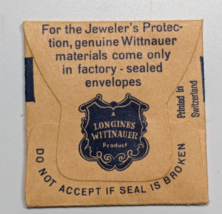 For the Jeweler's Protec-
tion, genuine Wittnauer
materials come only
in factory - sealed
envelopes
Printed in
Switzerland
A
LONGINES
WITTNAUER
Product
DO NOT ACCEPT IF SEAL IS BROKEN